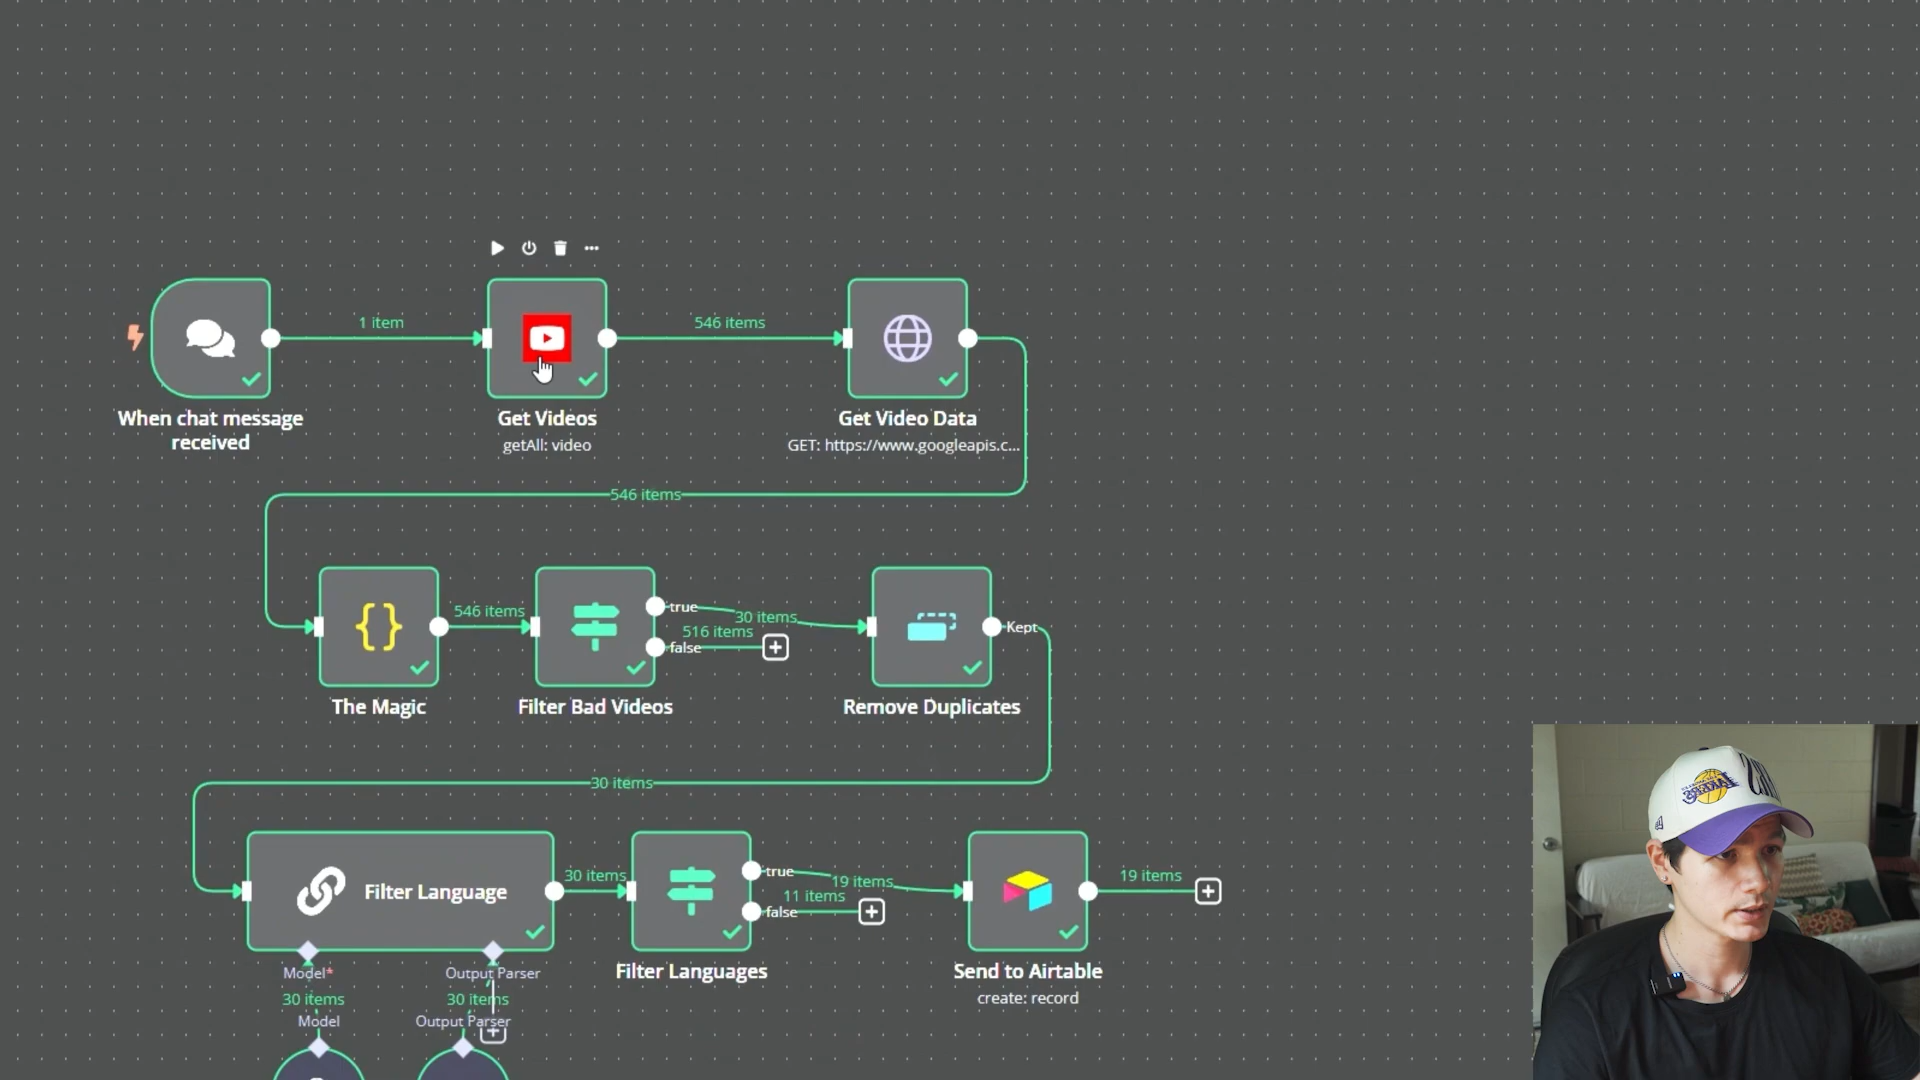 1 item
546 items
When chat message
received
Get Videos
getAll: video
Get Video Data
GET: https://www.googleapis.c...
546 items
546 items
true
30 items
516 items
false
Kept
The Magic
Filter Bad Videos
Remove Duplicates
30 items
Filter Language
30 items
true
19 items
11 items
false
19 items
Model*
Output Parser
Filter Languages
Send to Airtable
create: record
30 items
30 items
Model
Output Parser
LAKERS